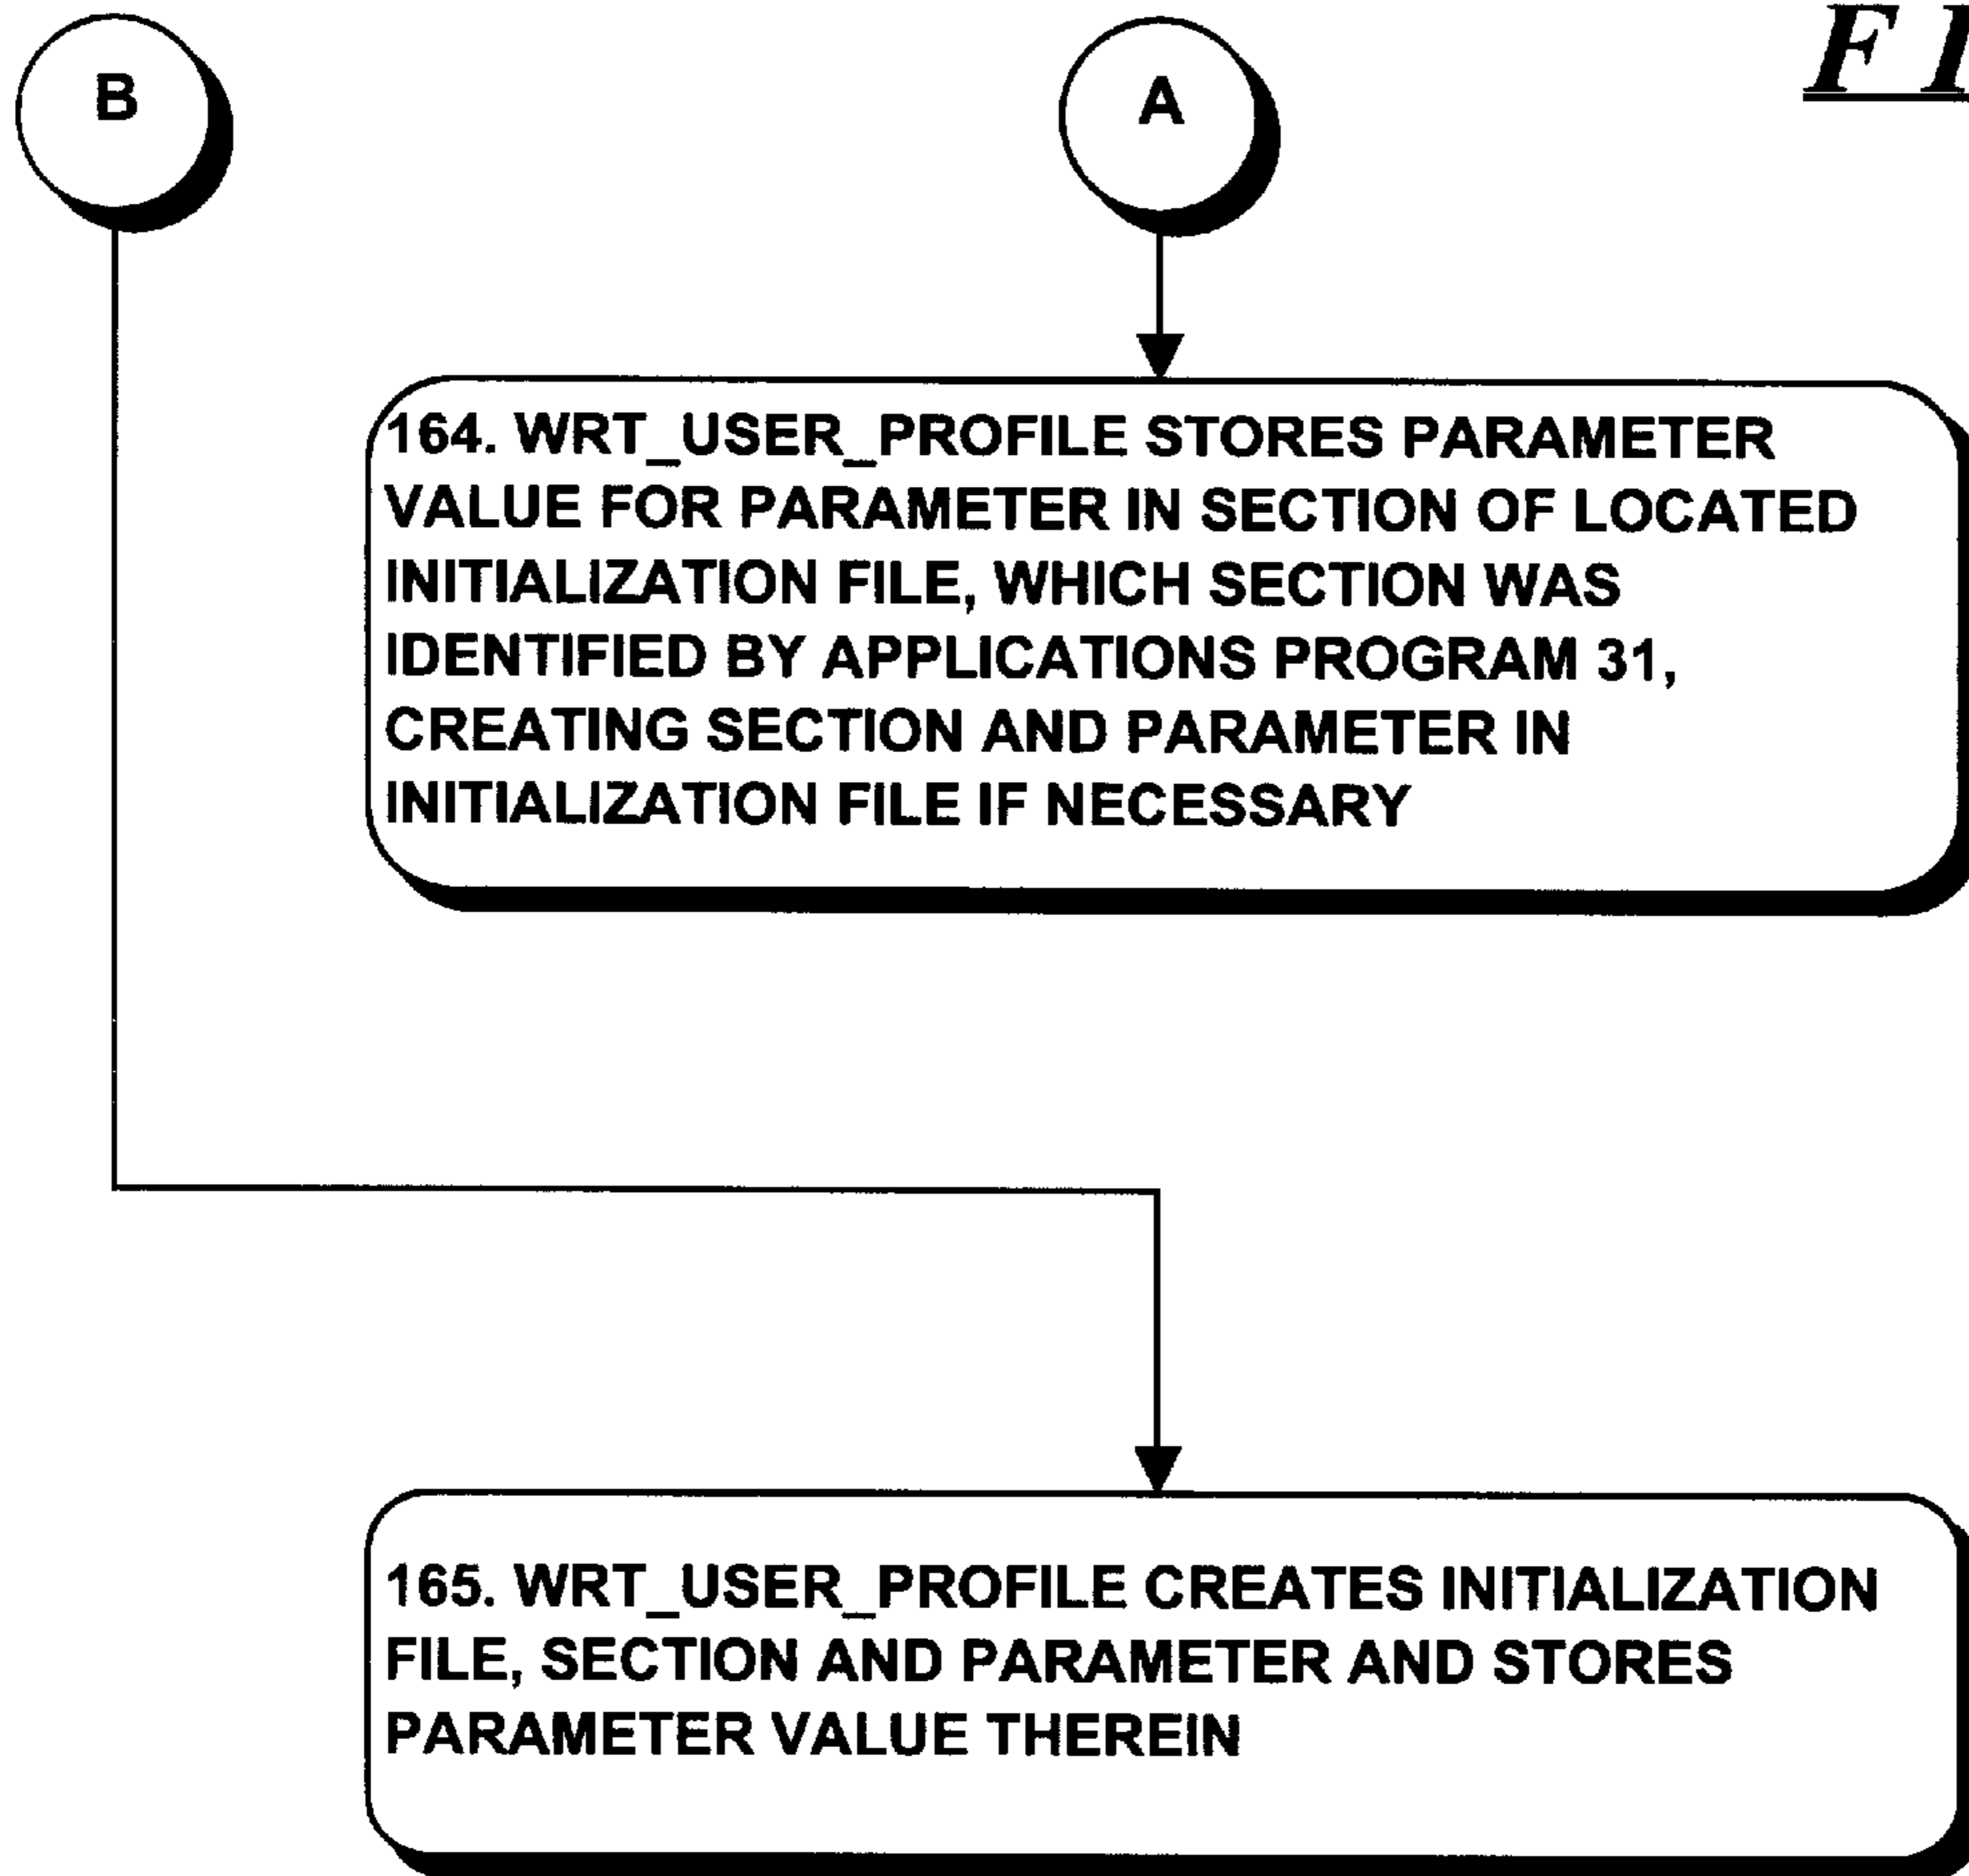 B
A
164. WRT_USER_PROFILE STORES PARAMETER
VALUE FOR PARAMETER IN SECTION OF LOCATED
INITIALIZATION FILE, WHICH SECTION WAS
IDENTIFIED BY APPLICATIONS PROGRAM 31,
CREATING SECTION AND PARAMETER IN
INITIALIZATION FILE IF NECESSARY
165. WRT_USER_PROFILE CREATES INITIALIZATION
FILE, SECTION AND PARAMETER AND STORES
PARAMETER VALUE THEREIN